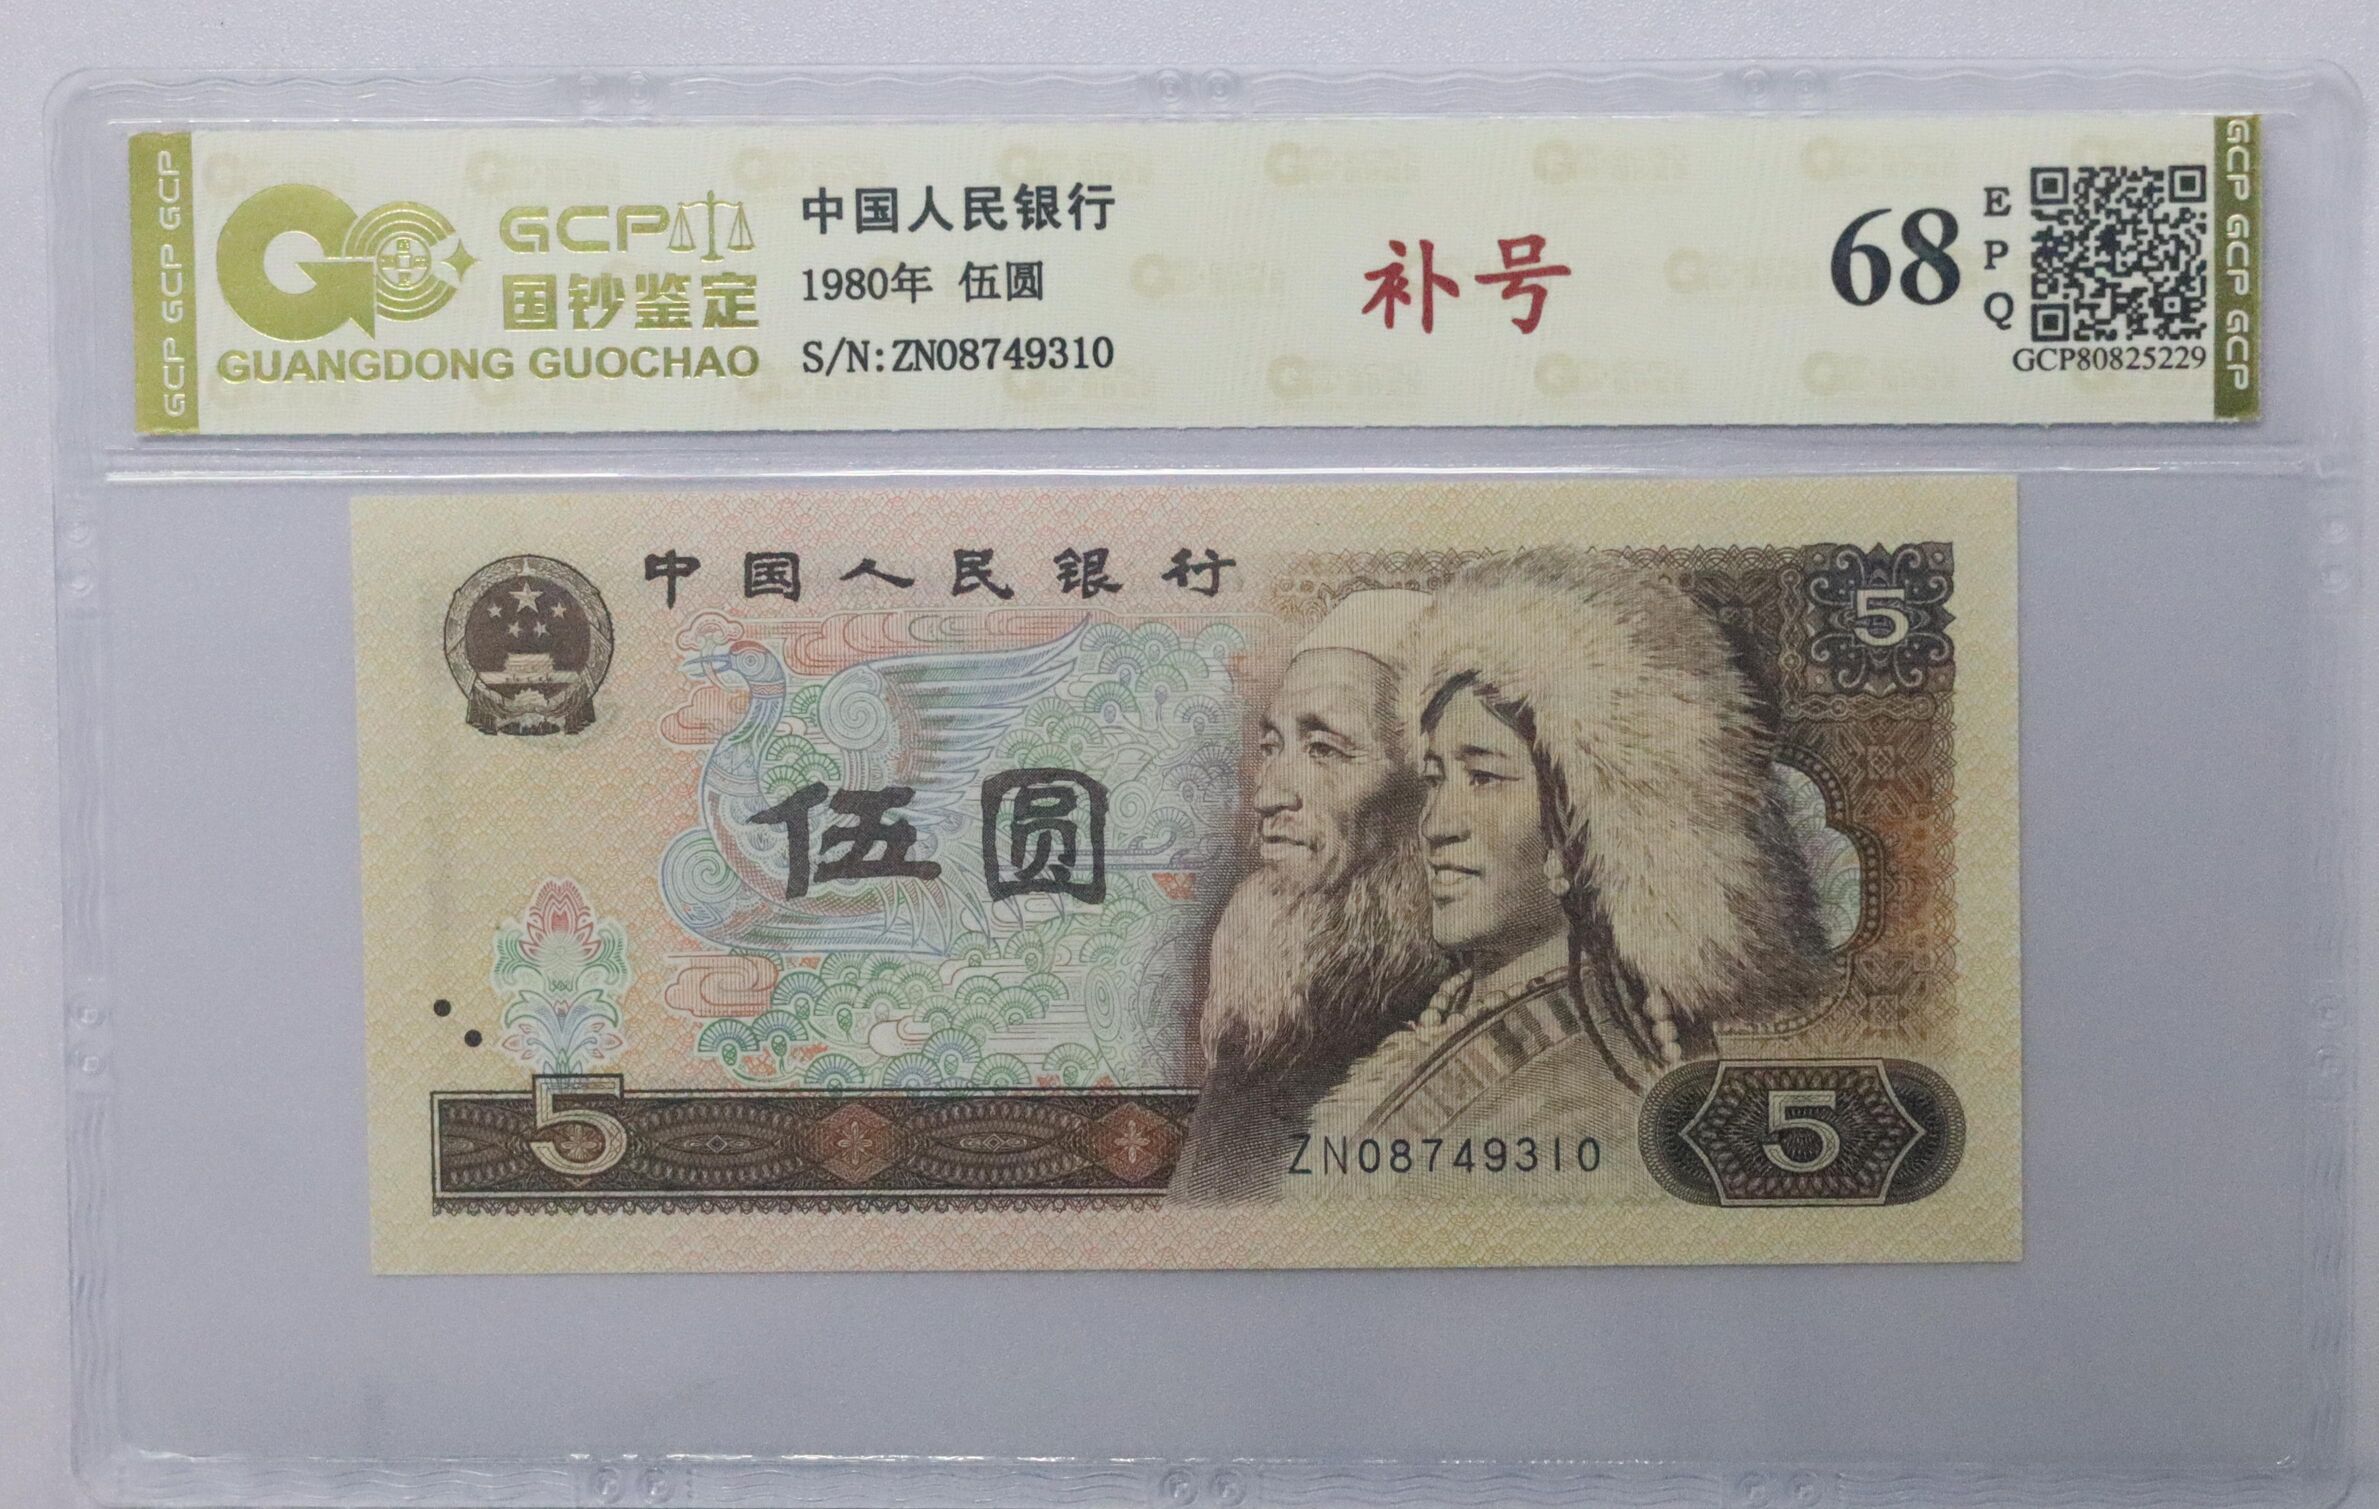 GCP GCP GCP
GCP
国钞鉴定
GUANGDONG GUOCHAO
中国人民银行
1980年 伍圆
S/N:ZN08749310
补号
68
EPQ
GCP80825229
GCP GCP GCP GCP
中国人民银行
5
伍圆
5
ZN08749310
5